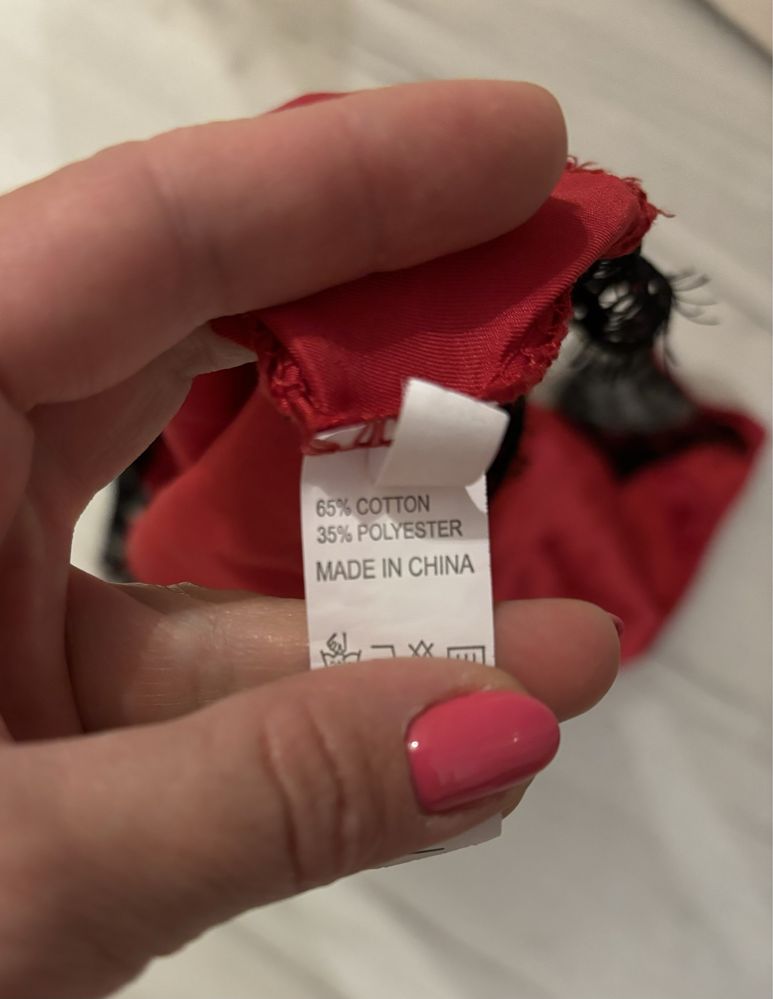 65% COTTON
35% POLYESTER
MADE IN CHINA